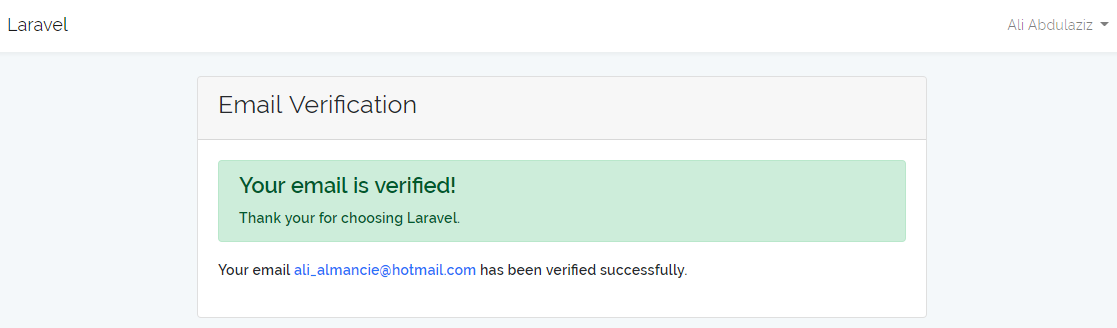 Laravel
Ali Abdulaziz
Email Verification
Your email is verified!
Thank your for choosing Laravel.
Your email ali_almancie@hotmail.com has been verified successfully.